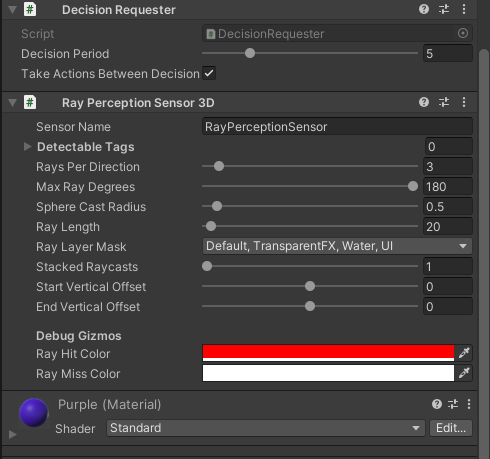 Decision Requester
Script DecisionRequester
Decision Period 5
Take Actions Between Decision
Ray Perception Sensor 3D
Sensor Name RayPerceptionSensor
Detectable Tags 0
Rays Per Direction 3
Max Ray Degrees 180
Sphere Cast Radius 0.5
Ray Length 20
Ray Layer Mask Default, TransparentFX, Water, UI
Stacked Raycasts 1
Start Vertical Offset 0
End Vertical Offset 0
Debug Gizmos
Ray Hit Color
Ray Miss Color
Purple (Material)
Shader Standard Edit...